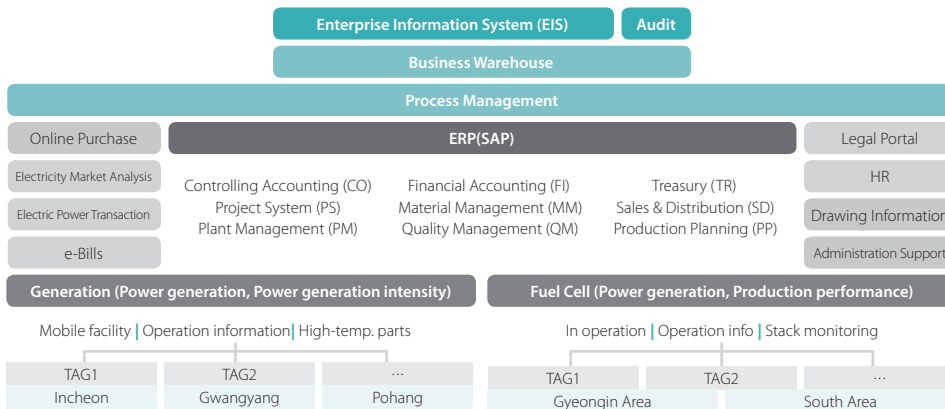 Enterprise Information System (EIS)
Audit
Business Warehouse
Process Management
Online Purchase
ERP(SAP)
Legal Portal
Electricity Market Analysis
Electric Power Transaction
e-Bills
Controlling Accounting (CO)
Project System (PS)
Plant Management (PM)
Financial Accounting (FI)
Material Management (MM)
Quality Management (QM)
Treasury (TR)
Sales & Distribution (SD)
Production Planning (PP)
HR
Drawing Information
Administration Support
Generation (Power generation, Power generation intensity)
Mobile facility | Operation information | High-temp. parts
TAG1
TAG2
...
Incheon
Gwangyang
Pohang
Fuel Cell (Power generation, Production performance)
In operation | Operation info | Stack monitoring
TAG1
TAG2
...
Gyeongin Area
South Area